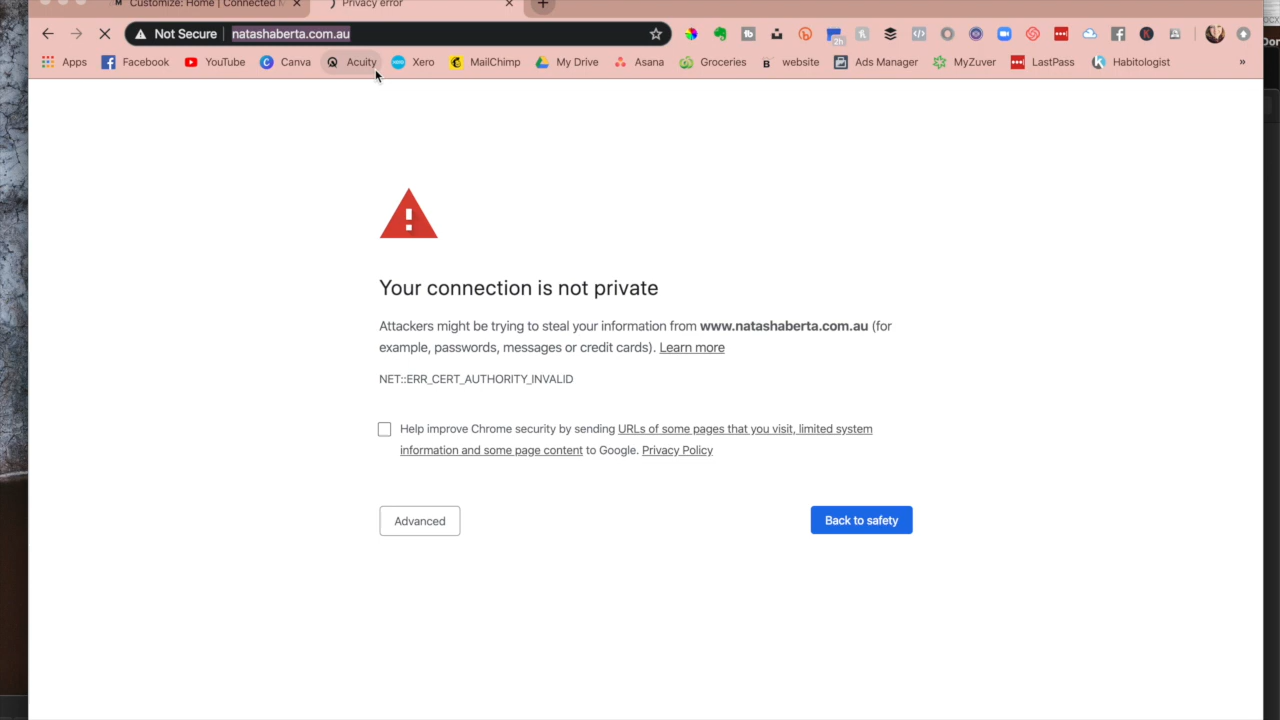 Customize: Home | Connected M
Privacy error
Not Secure
natashaberta.com.au
2h
Apps
Facebook
YouTube
Canva
Acuity
Xero
MailChimp
My Drive
Asana
Groceries
website
Ads Manager
MyZuver
LastPass
Habitologist
»
Your connection is not private
Attackers might be trying to steal your information from www.natashaberta.com.au (for
example, passwords, messages or credit cards). Learn more
NET::ERR_CERT_AUTHORITY_INVALID
Help improve Chrome security by sending URLs of some pages that you visit, limited system
information and some page content to Google. Privacy Policy
Advanced
Back to safety